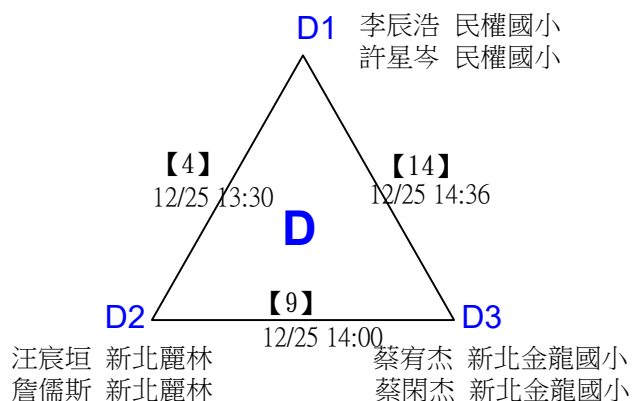 D1 李辰浩 民權國小
許星岑 民權國小
【4】
12/25 13:30
【14】
12/25 14:36
D
D2
【9】
D3
12/25 14:00
汪宸垣 新北麗林
詹儒斯 新北麗林
蔡宥杰 新北金龍國小
蔡閑杰 新北金龍國小